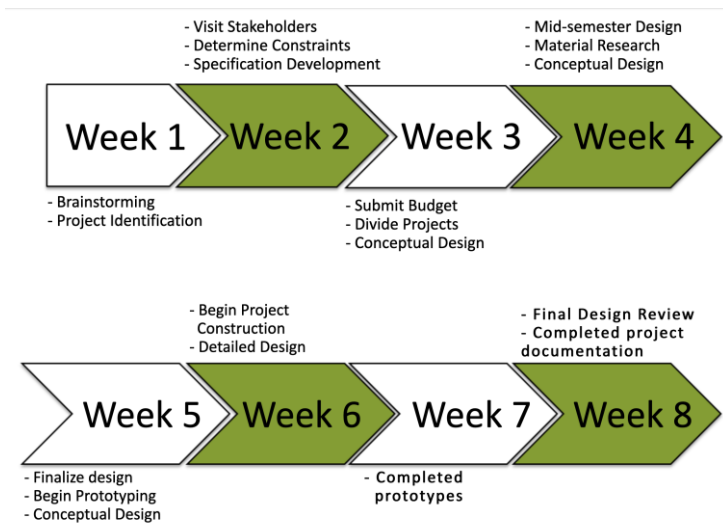 - Visit Stakeholders
- Determine Constraints
- Specification Development
- Mid-semester Design
- Material Research
- Conceptual Design
Week 1
Week 2
Week 3
Week 4
- Brainstorming
- Project Identification
- Submit Budget
- Divide Projects
- Conceptual Design
- Begin Project
Construction
- Detailed Design
- Final Design Review
- Completed project
documentation
Week 5
Week 6
Week 7
Week 8
- Finalize design
- Begin Prototyping
- Conceptual Design
- Completed
prototypes